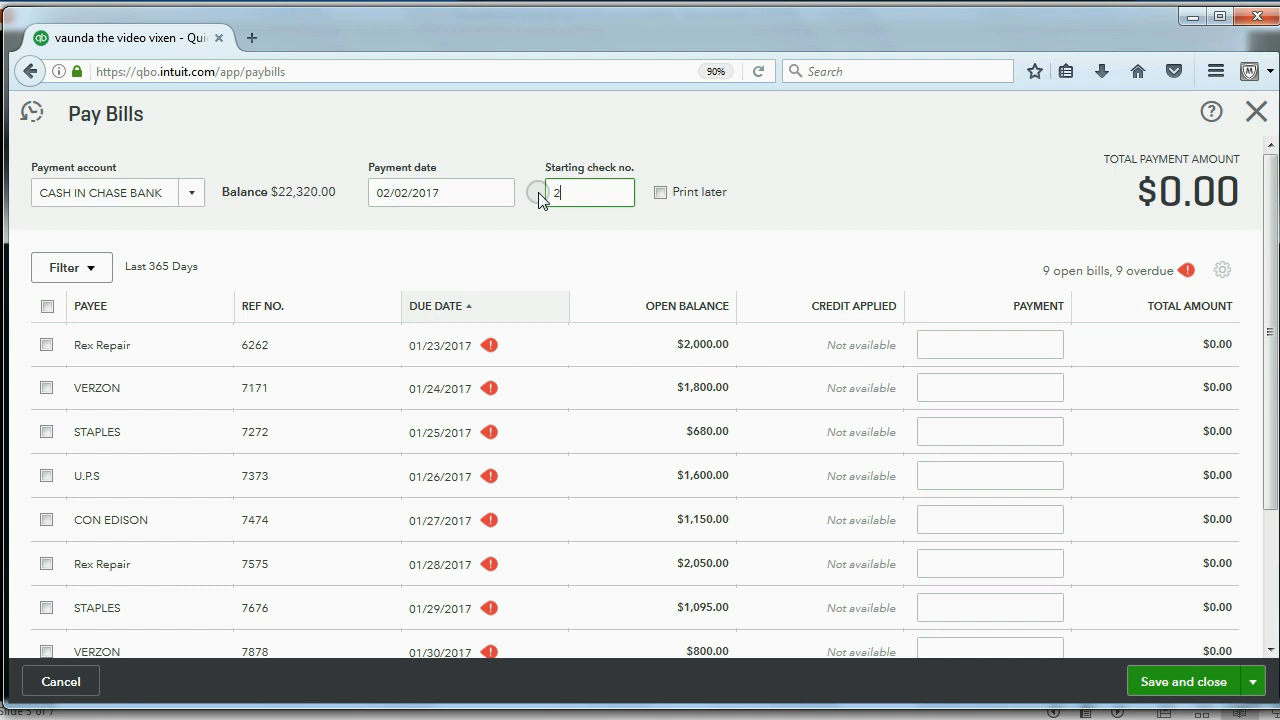 vaunda the video vixen - Qui
https://qbo.intuit.com/app/paybills
90%
Search
Pay Bills
TOTAL PAYMENT AMOUNT
$0.00
Payment account
Payment date
Starting check no.
CASH IN CHASE BANK
Balance $22,320.00
02/02/2017
2
Print later
Filter
Last 365 Days
9 open bills, 9 overdue
PAYEE REF NO. DUE DATE OPEN BALANCE CREDIT APPLIED PAYMENT TOTAL AMOUNT
Rex Repair 6262 01/23/2017 $2,000.00 Not available $0.00
VERZON 7171 01/24/2017 $1,800.00 Not available $0.00
STAPLES 7272 01/25/2017 $680.00 Not available $0.00
U.P.S 7373 01/26/2017 $1,600.00 Not available $0.00
CON EDISON 7474 01/27/2017 $1,150.00 Not available $0.00
Rex Repair 7575 01/28/2017 $2,050.00 Not available $0.00
STAPLES 7676 01/29/2017 $1,095.00 Not available $0.00
VERZON 7878 01/30/2017 $800.00 Not available $0.00
Cancel
Save and close
Slide 5 of 7